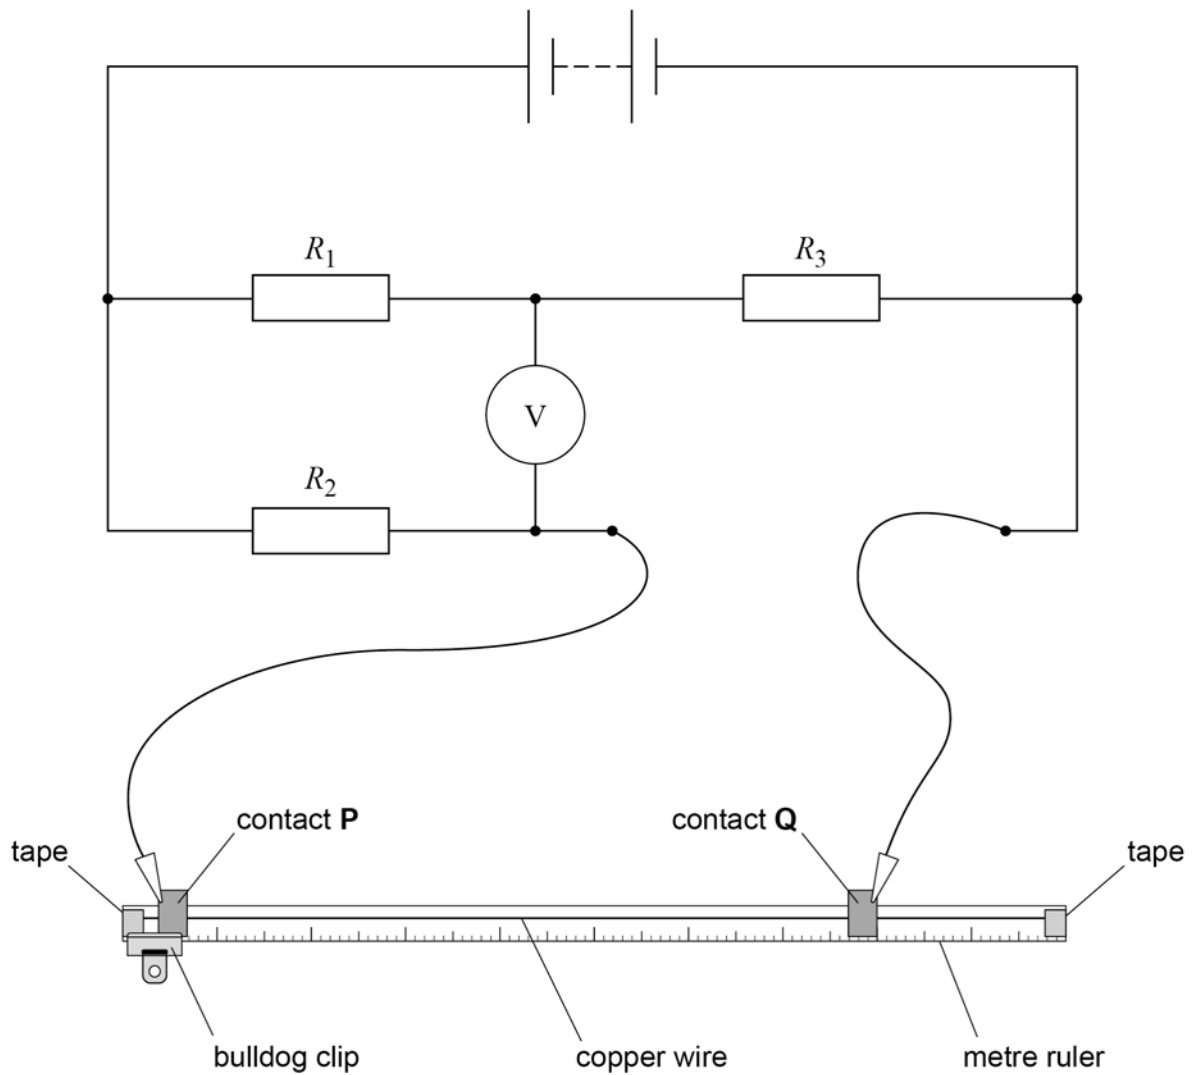 R1
R3
V
R2
contact P
contact Q
tape
tape
bulldog clip
copper wire
metre ruler